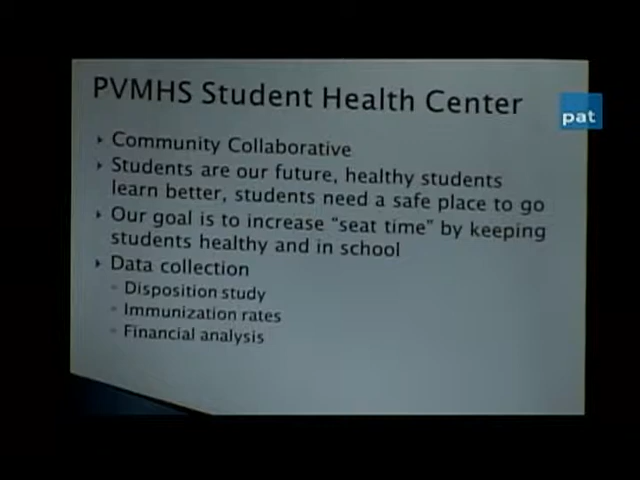 PVMHS Student Health Center
pat
Community Collaborative
Students are our future, healthy students
learn better, students need a safe place to go
Our goal is to increase “seat time” by keeping
students healthy and in school
Data collection
Disposition study
Immunization rates
Financial analysis